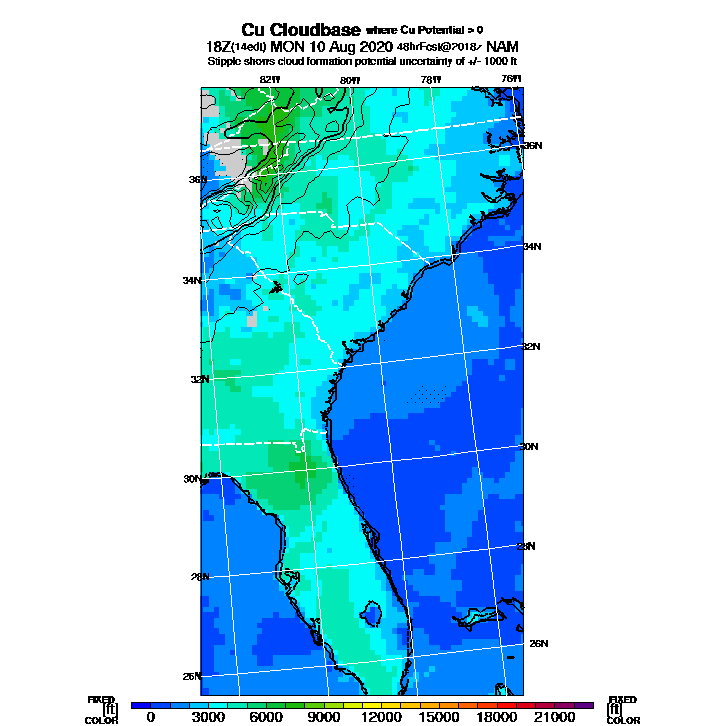 Cu Cloudbase where Cu Potential > 0
18Z(14edt) MON 10 Aug 2020 48hrFcst@2018z NAM
Stipple shows cloud formation potential uncertainty of +/- 1000 ft
82W 80W 78W 76W
36N
36N
34N
34N
32N
32N
30N
30N
28N
28N
26N
26N
FIXED FIXED
[ft] [ft]
COLOR COLOR
0 3000 6000 9000 12000 15000 18000 21000